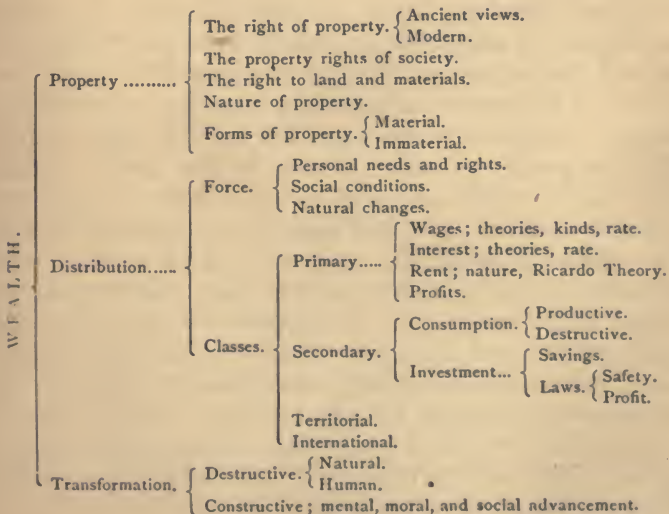 WEALTH.
Property ..........
The right of property. Ancient views.
Modern.
The property rights of society.
The right to land and materials.
Nature of property.
Forms of property. Material.
Immaterial.
Distribution......
Force. Personal needs and rights.
Social conditions.
Natural changes.
Classes.
Primary..... Wages; theories, kinds, rate.
Interest; theories, rate.
Rent; nature, Ricardo Theory.
Profits.
Secondary. Consumption. Productive.
Destructive.
Investment... Savings.
Laws. Safety.
Profit.
Territorial.
International.
Transformation. Destructive. Natural.
Human.
Constructive; mental, moral, and social advancement.